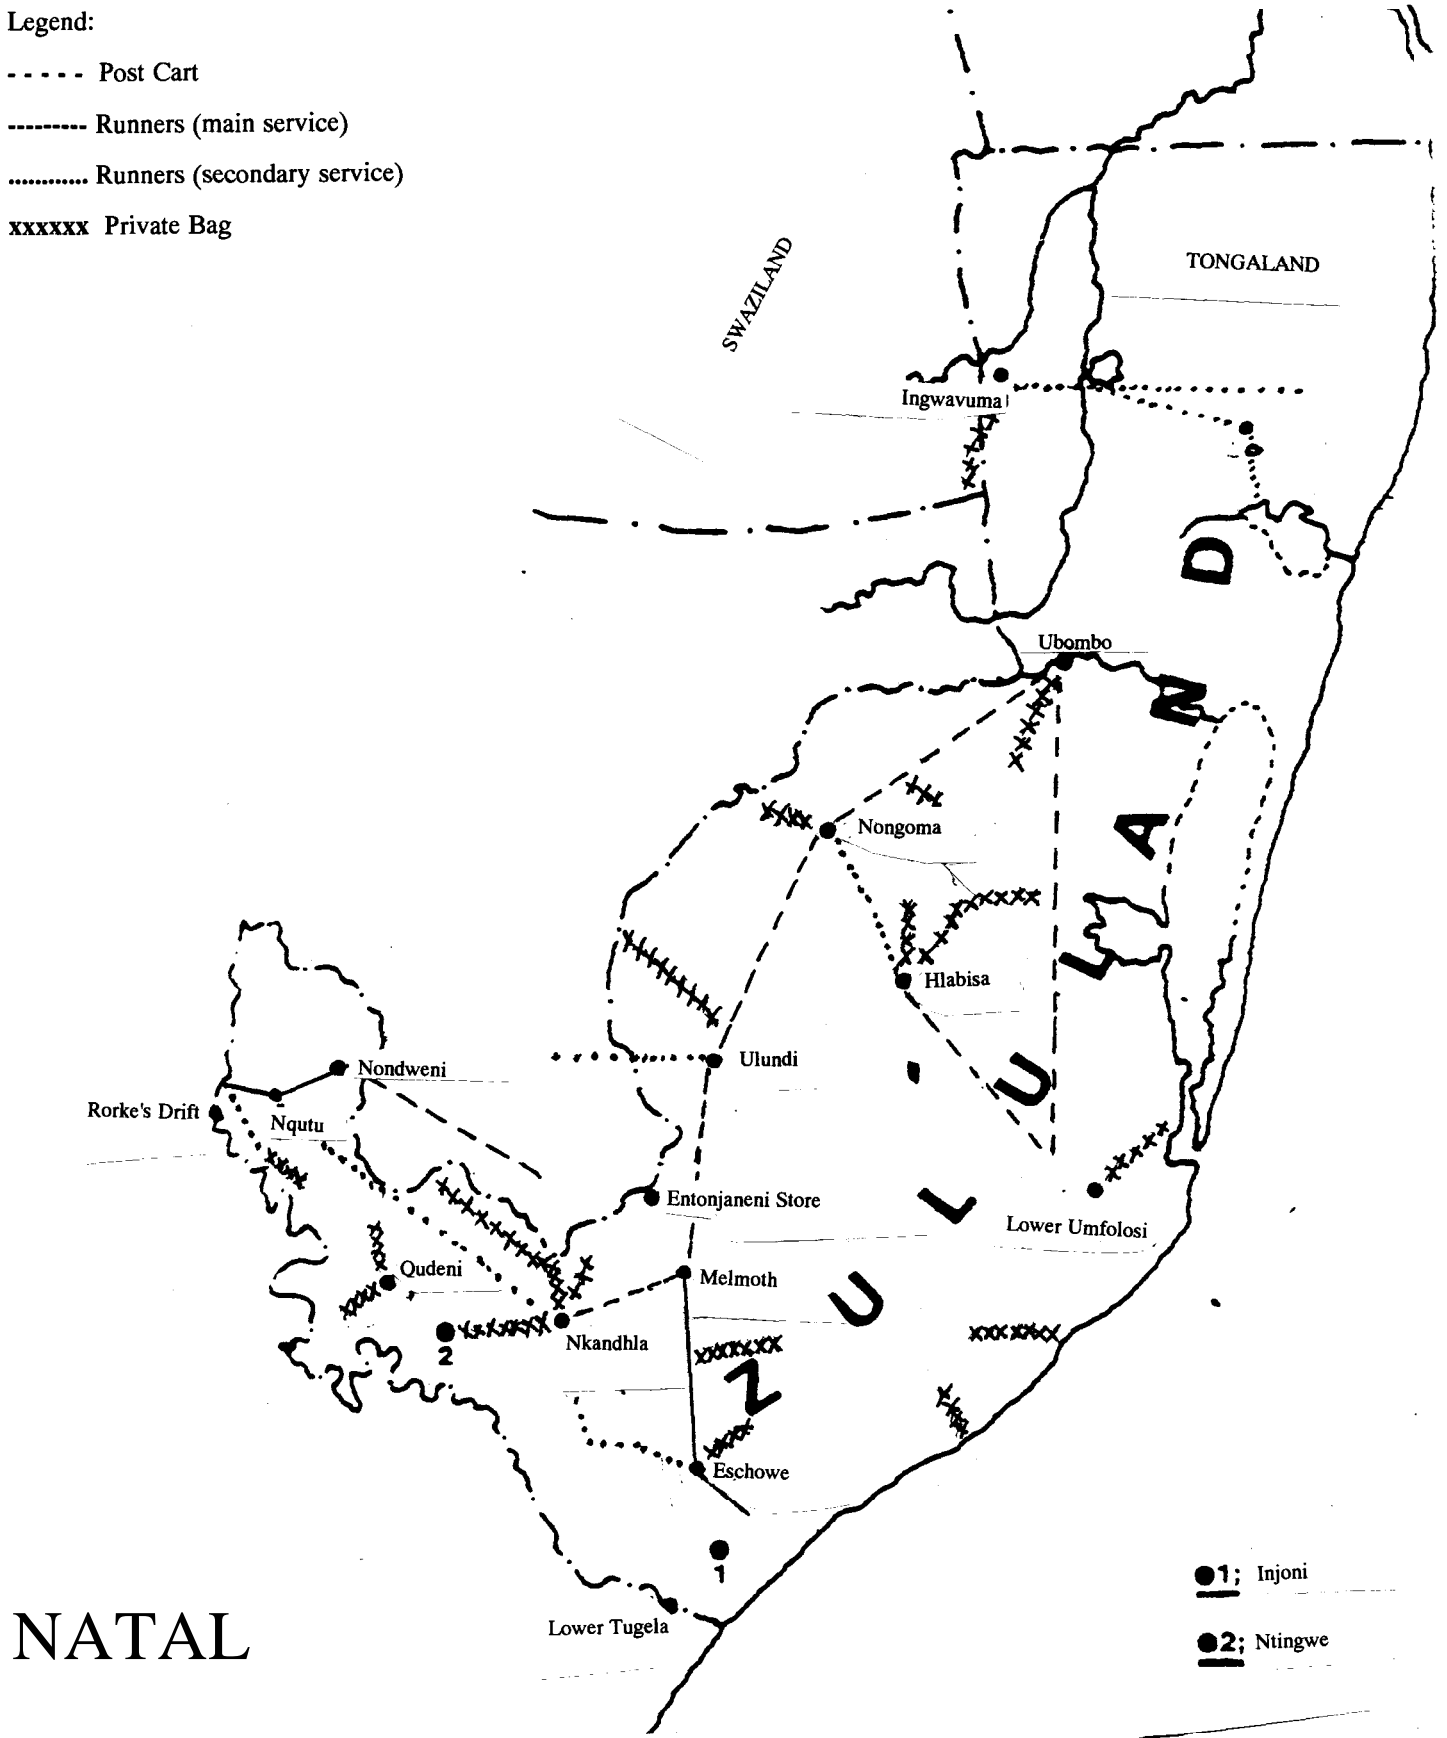 Legend:
Post Cart
Runners (main service)
Runners (secondary service)
xxxxxx Private Bag
SWAZILAND
TONGALAND
Ingwavuma
Ubombo
Nongoma
Hlabisa
Ulundi
Nondweni
Rorke's Drift
Nqutu
Entonjaneni Store
Lower Umfolosi
Qudeni
Melmoth
2
Nkandhla
ZULULAND
Eschowe
1
Lower Tugela
NATAL
1; Injoni
2; Ntingwe